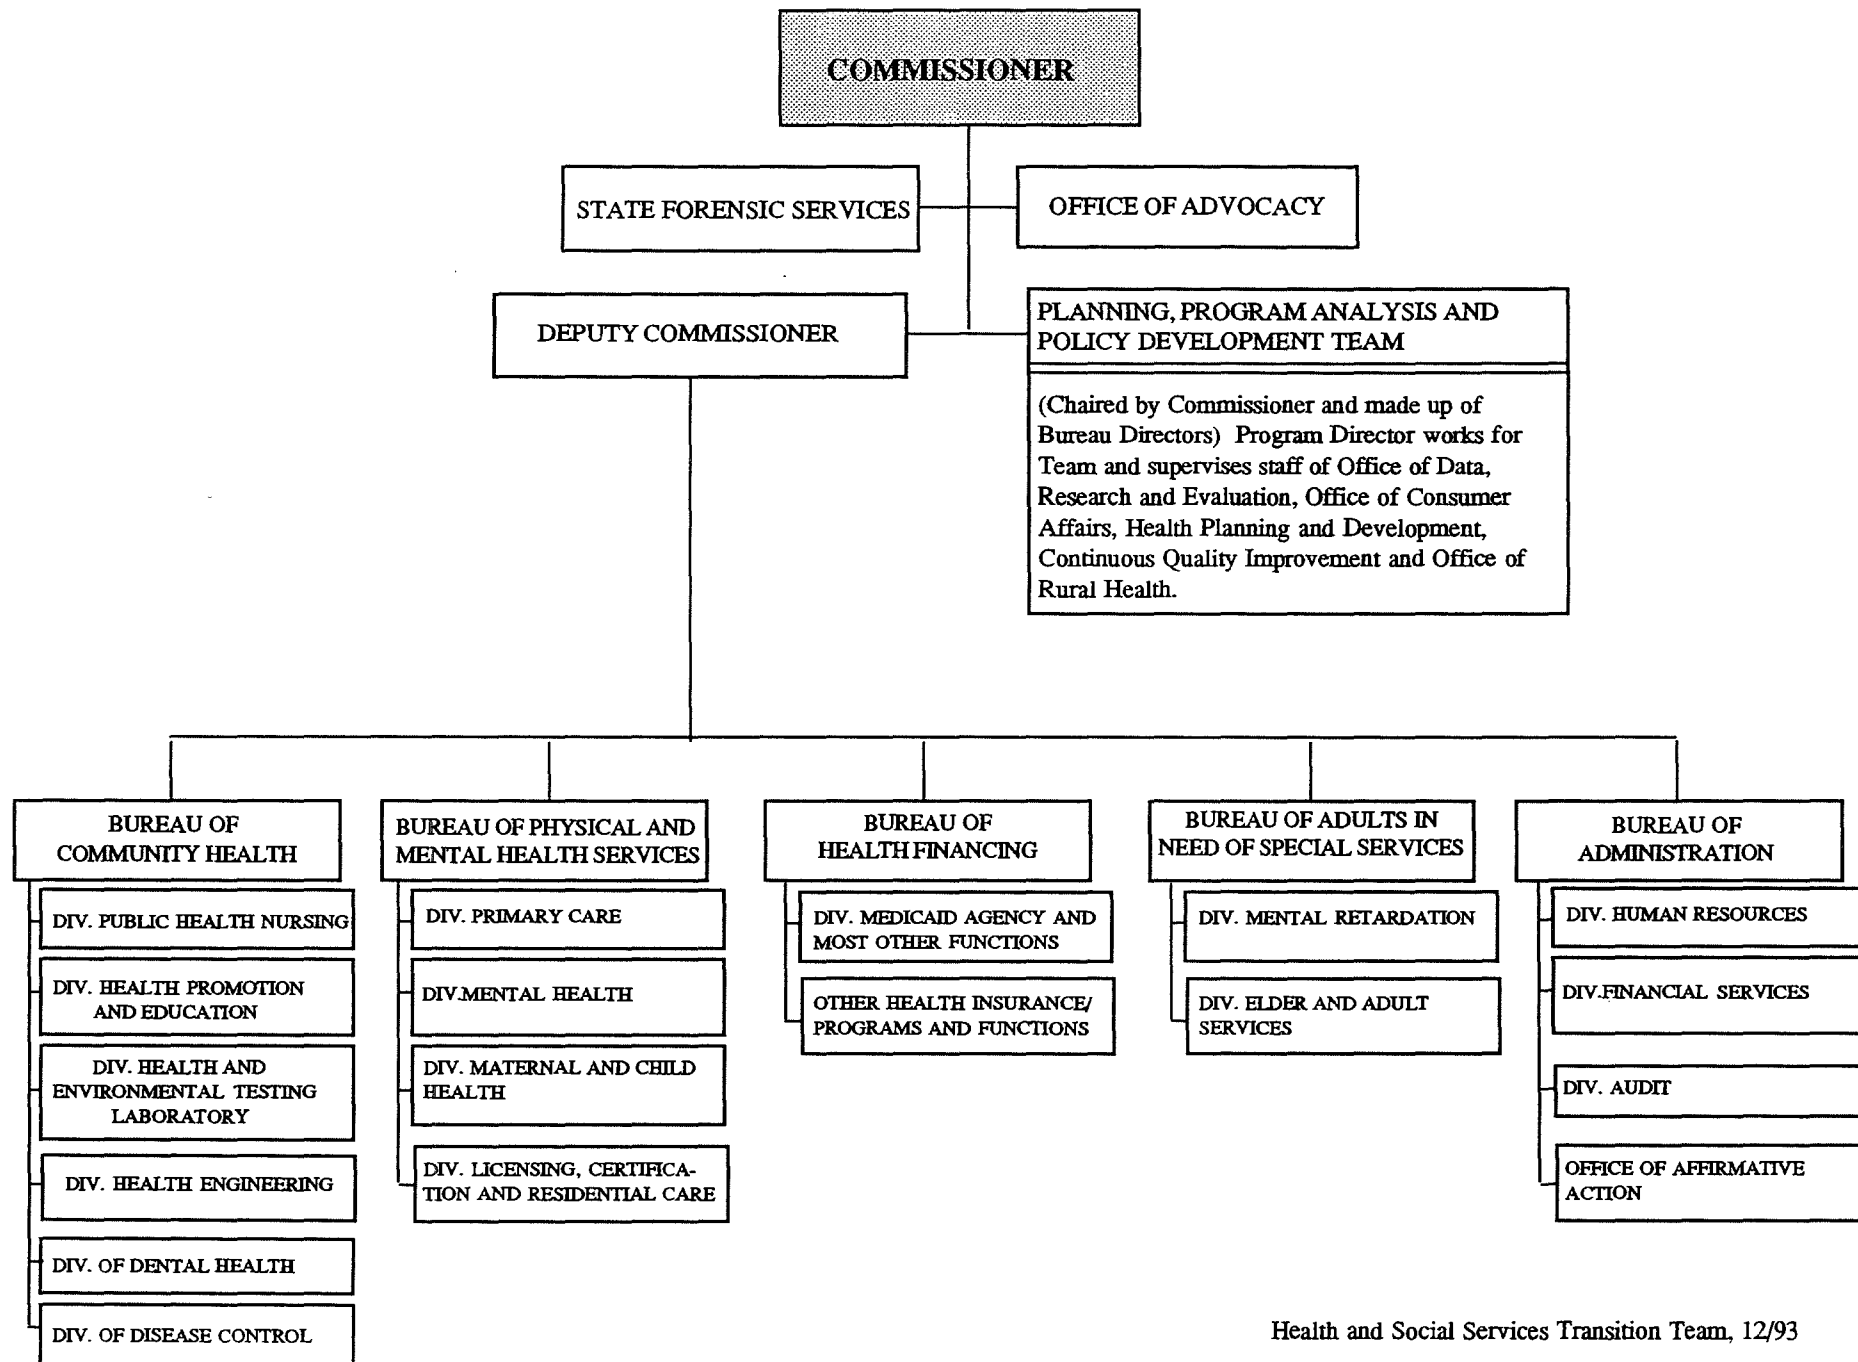 COMMISSIONER
STATE FORENSIC SERVICES
OFFICE OF ADVOCACY
DEPUTY COMMISSIONER
PLANNING, PROGRAM ANALYSIS AND
POLICY DEVELOPMENT TEAM
(Chaired by Commissioner and made up of
Bureau Directors) Program Director works for
Team and supervises staff of Office of Data,
Research and Evaluation, Office of Consumer
Affairs, Health Planning and Development,
Continuous Quality Improvement and Office of
Rural Health.
BUREAU OF
COMMUNITY HEALTH
DIV. PUBLIC HEALTH NURSING
DIV. HEALTH PROMOTION
AND EDUCATION
DIV. HEALTH AND
ENVIRONMENTAL TESTING
LABORATORY
DIV. HEALTH ENGINEERING
DIV. OF DENTAL HEALTH
DIV. OF DISEASE CONTROL
BUREAU OF PHYSICAL AND
MENTAL HEALTH SERVICES
DIV. PRIMARY CARE
DIV.MENTAL HEALTH
DIV. MATERNAL AND CHILD
HEALTH
DIV. LICENSING, CERTIFICA-
TION AND RESIDENTIAL CARE
BUREAU OF
HEALTH FINANCING
DIV. MEDICAID AGENCY AND
MOST OTHER FUNCTIONS
OTHER HEALTH INSURANCE/
PROGRAMS AND FUNCTIONS
BUREAU OF ADULTS IN
NEED OF SPECIAL SERVICES
DIV. MENTAL RETARDATION
DIV. ELDER AND ADULT
SERVICES
BUREAU OF
ADMINISTRATION
DIV. HUMAN RESOURCES
DIV.FINANCIAL SERVICES
DIV. AUDIT
OFFICE OF AFFIRMATIVE
ACTION
Health and Social Services Transition Team, 12/93